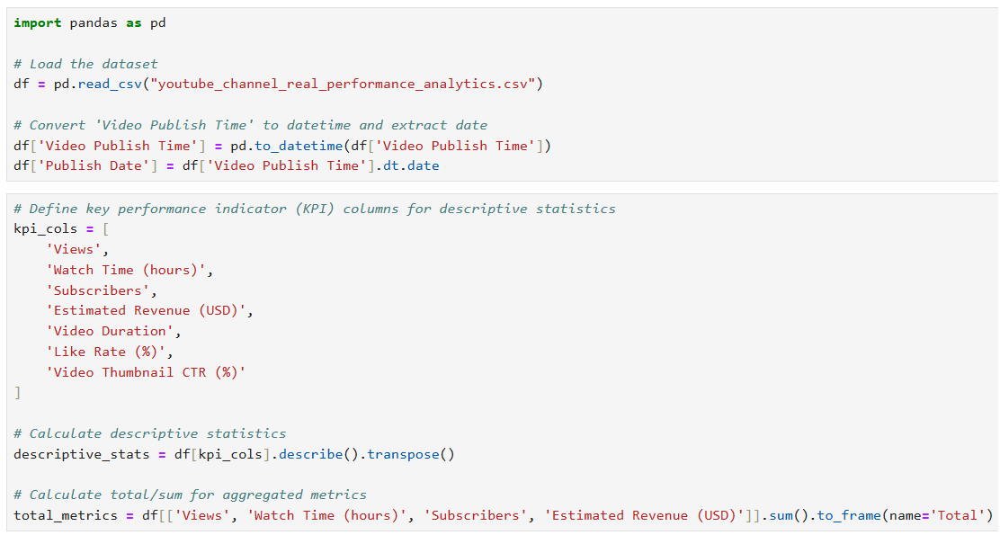 import pandas as pd
# Load the dataset
df = pd.read_csv("youtube_channel_real_performance_analytics.csv")
# Convert 'Video Publish Time' to datetime and extract date
df['Video Publish Time'] = pd.to_datetime(df['Video Publish Time'])
df['Publish Date'] = df['Video Publish Time'].dt.date
# Define key performance indicator (KPI) columns for descriptive statistics
kpi_cols = [
    'Views',
    'Watch Time (hours)',
    'Subscribers',
    'Estimated Revenue (USD)',
    'Video Duration',
    'Like Rate (%)',
    'Video Thumbnail CTR (%)'
]
# Calculate descriptive statistics
descriptive_stats = df[kpi_cols].describe().transpose()
# Calculate total/sum for aggregated metrics
total_metrics = df[['Views', 'Watch Time (hours)', 'Subscribers', 'Estimated Revenue (USD)']].sum().to_frame(name='Total')